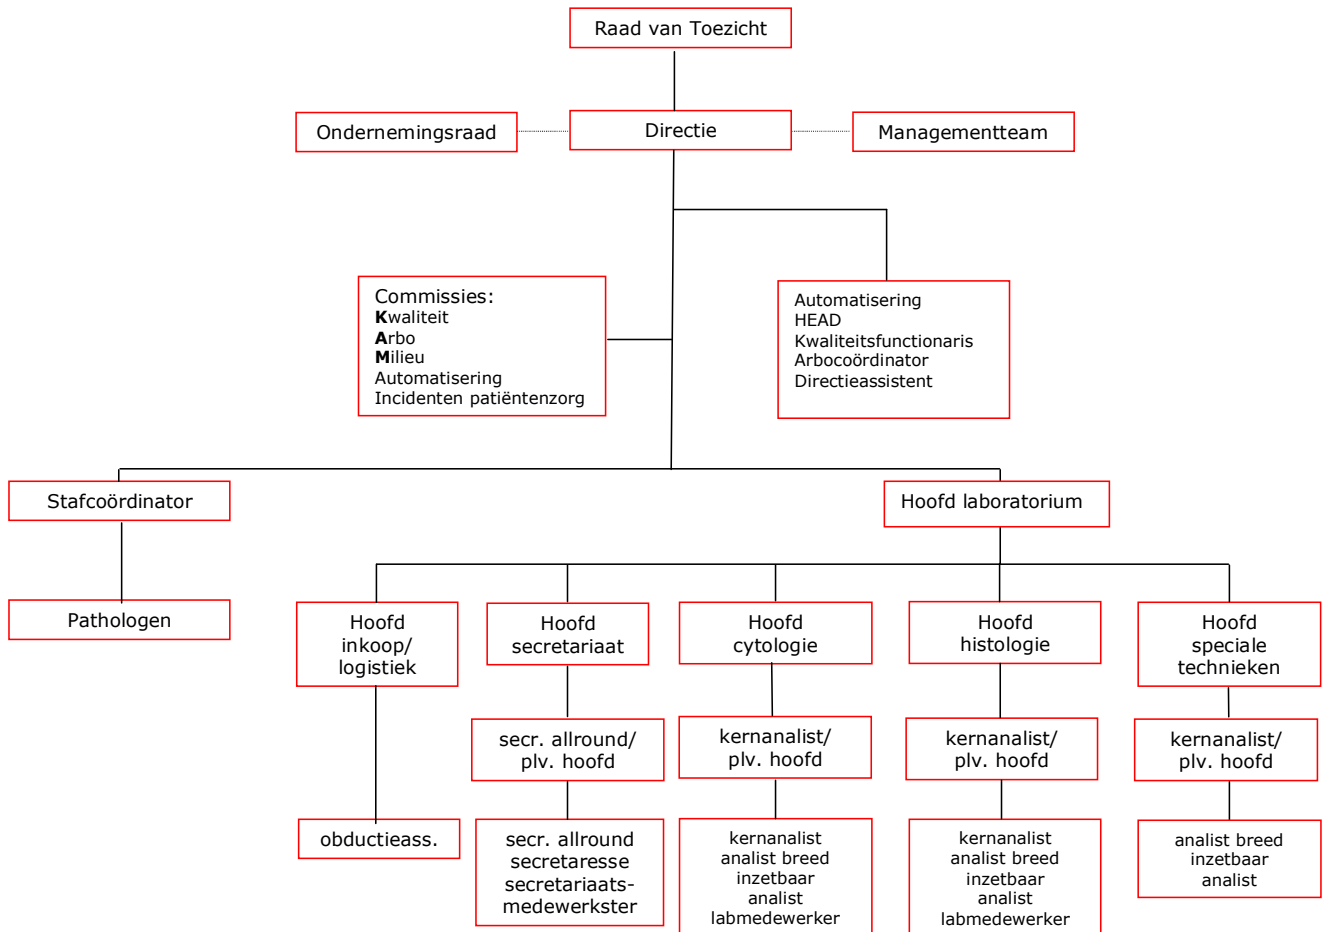 Raad van Toezicht
Ondernemingsraad
Directie
Managementteam
Commissies:
Kwaliteit
Arbo
Milieu
Automatisering
Incidenten patiëntenzorg
Automatisering
HEAD
Kwaliteitsfunctionaris
Arbocoördinator
Directieassistent
Stafcoördinator
Hoofd laboratorium
Pathologen
Hoofd
inkoop/
logistiek
Hoofd
secretariaat
Hoofd
cytologie
Hoofd
histologie
Hoofd
speciale
technieken
secr. allround/
plv. hoofd
kernanalist/
plv. hoofd
kernanalist/
plv. hoofd
kernanalist/
plv. hoofd
obductieass.
secr. allround
secretaresse
secretariaats-
medewerkster
kernanalist
analist breed
inzetbaar
analist
labmedewerker
kernanalist
analist breed
inzetbaar
analist
labmedewerker
analist breed
inzetbaar
analist